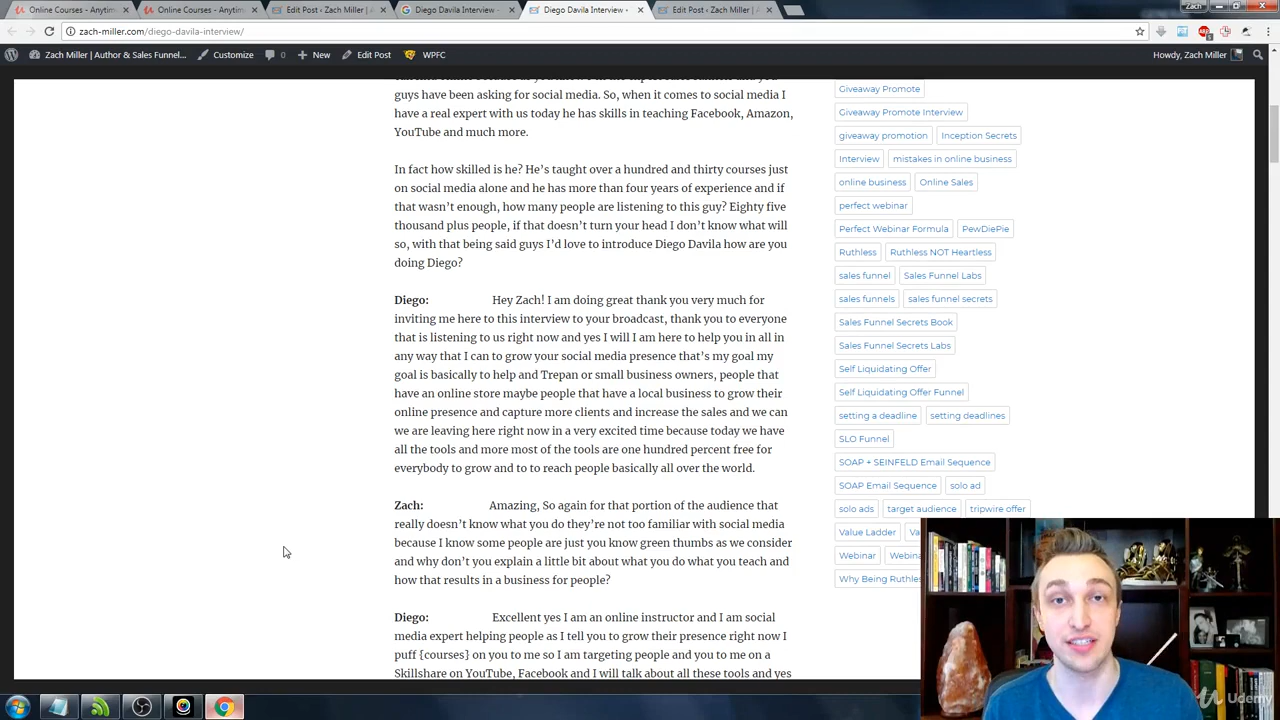 Online Courses - Anytim
Online Courses - Anytim
Edit Post ‹ Zach Miller | A
Diego Davila Interview -
Diego Davila Interview -
Edit Post ‹ Zach Miller | A
Zach
zach-miller.com/diego-davila-interview/
Zach Miller | Author & Sales Funnel...
Customize
0
New
Edit Post
WPFC
Howdy, Zach Miller
guys have been asking for social media. So, when it comes to social media I
have a real expert with us today he has skills in teaching Facebook, Amazon,
YouTube and much more.
In fact how skilled is he? He's taught over a hundred and thirty courses just
on social media alone and he has more than four years of experience and if
that wasn't enough, how many people are listening to this guy? Eighty five
thousand plus people, if that doesn't turn your head I don't know what will
so, with that being said guys I'd love to introduce Diego Davila how are you
doing Diego?
Diego: Hey Zach! I am doing great thank you very much for
inviting me here to this interview to your broadcast, thank you to everyone
that is listening to us right now and yes I will I am here to help you in all in
any way that I can to grow your social media presence that's my goal my
goal is basically to help and Trepan or small business owners, people that
have an online store maybe people that have a local business to grow their
online presence and capture more clients and increase the sales and we can
we are leaving here right now in a very excited time because today we have
all the tools and more most of the tools are one hundred percent free for
everybody to grow and to to reach people basically all over the world.
Zach: Amazing, So again for that portion of the audience that
really doesn't know what you do they're not too familiar with social media
because I know some people are just you know green thumbs as we consider
and why don't you explain a little bit about what you do what you teach and
how that results in a business for people?
Diego: Excellent yes I am an online instructor and I am social
media expert helping people as I tell you to grow their presence right now I
puff {courses} on you to me so I am targeting people and you to me on a
Skillshare on YouTube, Facebook and I will talk about all these tools and yes
Giveaway Promote
Giveaway Promote Interview
giveaway promotion Inception Secrets
Interview mistakes in online business
online business Online Sales
perfect webinar
Perfect Webinar Formula PewDiePie
Ruthless Ruthless NOT Heartless
sales funnel Sales Funnel Labs
sales funnels sales funnel secrets
Sales Funnel Secrets Book
Sales Funnel Secrets Labs
Self Liquidating Offer
Self Liquidating Offer Funnel
setting a deadline setting deadlines
SLO Funnel
SOAP + SEINFELD Email Sequence
SOAP Email Sequence solo ad
solo ads target audience tripwire offer
Value Ladder Va
Webinar Webina
Why Being Ruthles
Udemy